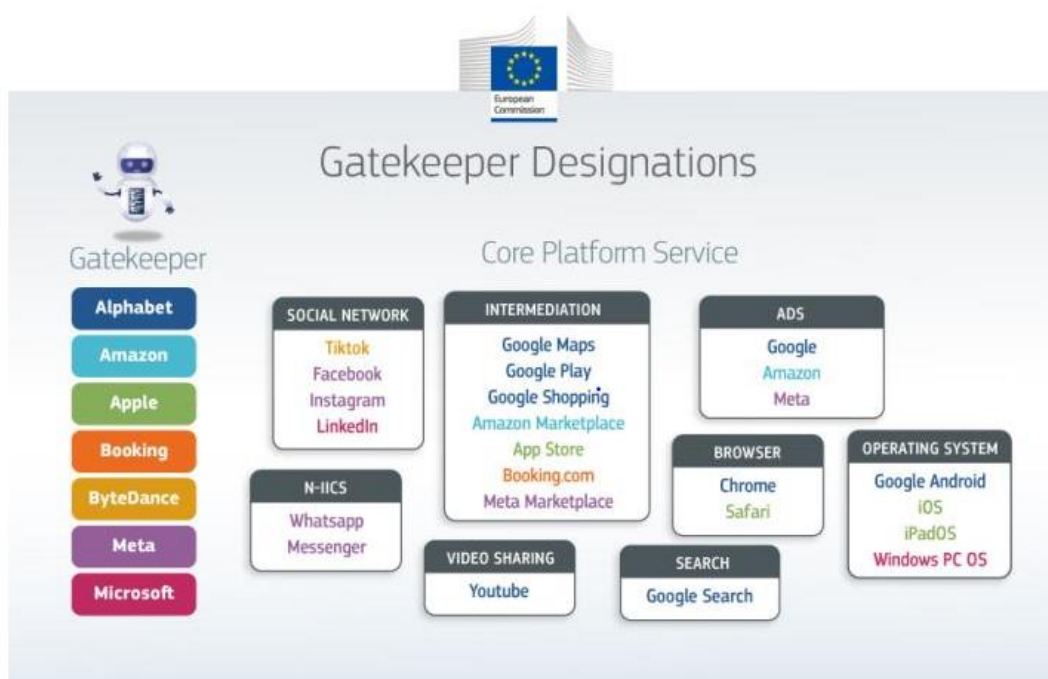 European
Commission
Gatekeeper Designations
Gatekeeper
Core Platform Service
Alphabet
Amazon
Apple
Booking
ByteDance
Meta
Microsoft
SOCIAL NETWORK
Tiktok
Facebook
Instagram
LinkedIn
N-IICS
Whatsapp
Messenger
INTERMEDIATION
Google Maps
Google Play
Google Shopping
Amazon Marketplace
App Store
Booking.com
Meta Marketplace
VIDEO SHARING
Youtube
ADS
Google
Amazon
Meta
BROWSER
Chrome
Safari
SEARCH
Google Search
OPERATING SYSTEM
Google Android
iOS
iPadOS
Windows PC OS